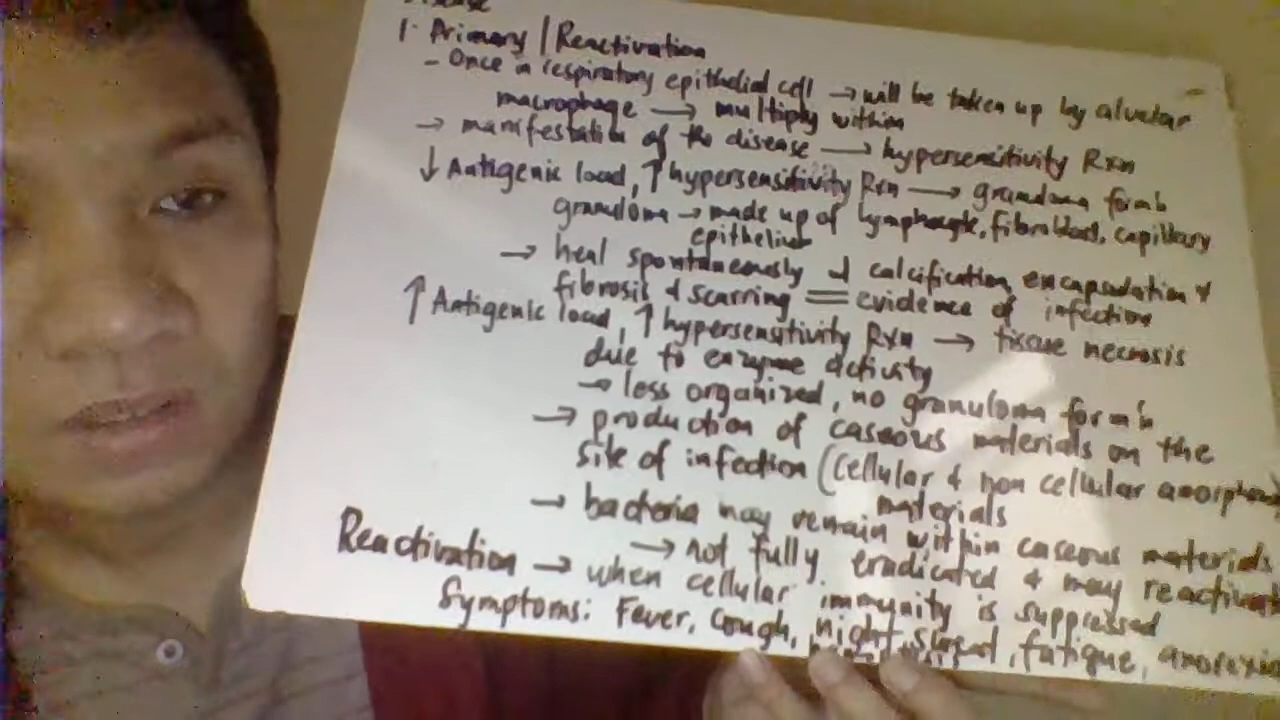 Disease
1. Primary / Reactivation
- Once in respiratory epithelial cell → will be taken up by alveolar
macrophage → multiply within
→ manifestation of the disease → hypersensitivity Rxn
↓ Antigenic load, ↑ hypersensitivity Rxn → granuloma form'n
granuloma → made up of lymphocyte, fibroblast, capillary
epithelium
→ heal spontaneously calcification, encapsulation &
fibrosis & scarring = evidence of infection
↑ Antigenic load, ↑ hypersensitivity Rxn → tissue necrosis
due to enzyme activity
→ less organized, no granuloma form'n
→ production of caseous materials on the
site of infection (cellular & non cellular amorphous
materials
→ bacteria may remain within caseous materials
→ not fully eradicated & may reactivat
Reactivation → when cellular immunity is suppressed
Symptoms: Fever, cough, night sweat, fatigue, anorexia